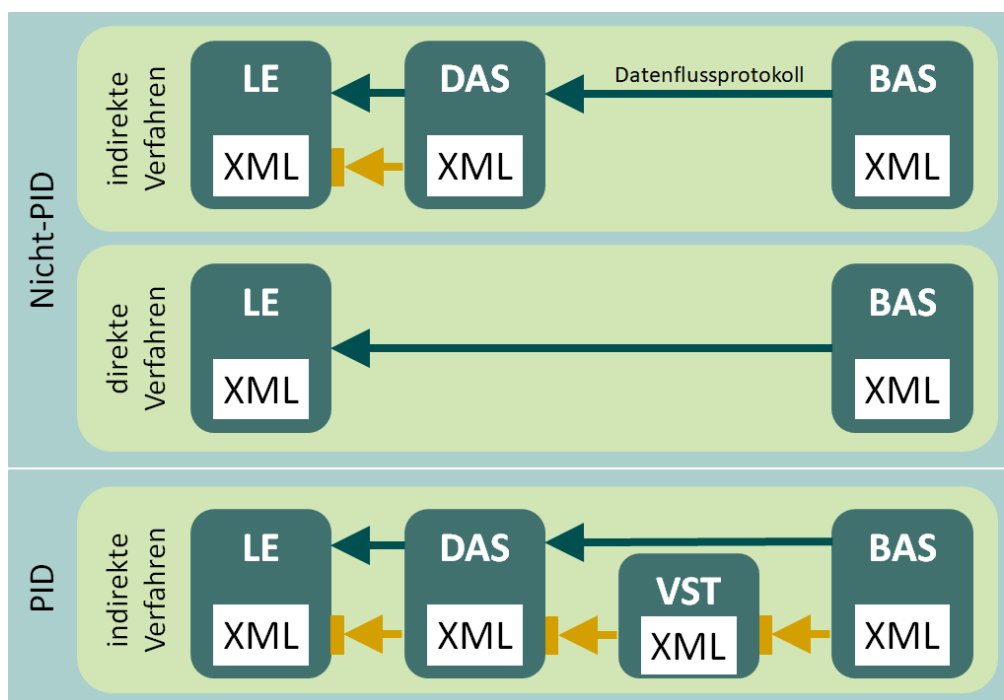 Nicht-PID
indirekte
Verfahren
LE
DAS
Datenflussprotokoll
BAS
XML
XML
XML
direkte
Verfahren
LE
BAS
XML
XML
PID
indirekte
Verfahren
LE
DAS
VST
BAS
XML
XML
XML
XML